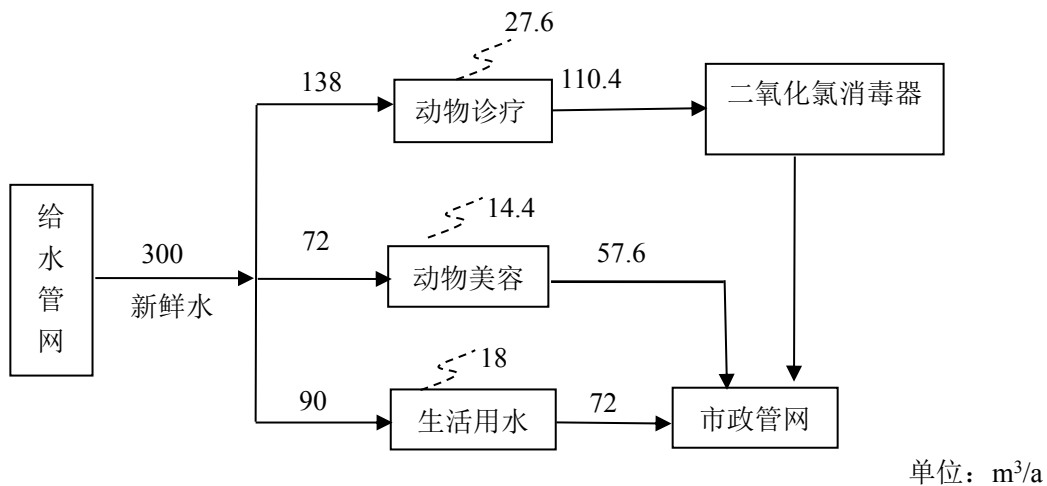 27.6
138
动物诊疗
110.4
二氧化氯消毒器
给水管网
300
新鲜水
72
14.4
动物美容
57.6
90
18
生活用水
72
市政管网
单位：m³/a